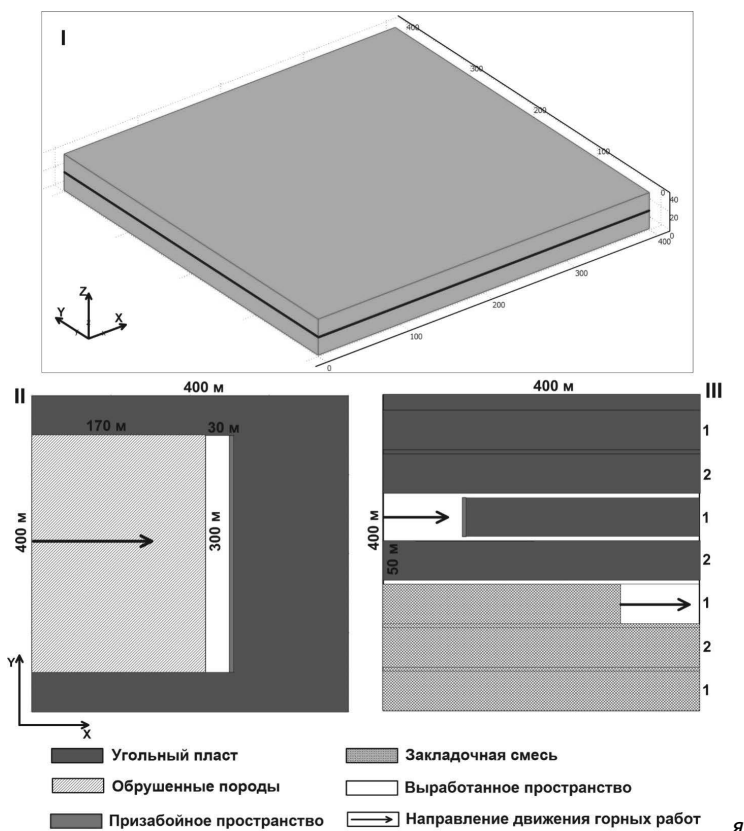 I
400
300
200
100
0
40
20
0
400
300
200
100
0
Z
Y
X
II
400 м
400 м
III
170 м
30 м
400 м
300 м
400 м
50 м
1
2
1
2
1
2
1
Y
X
Угольный пласт
Закладочная смесь
Обрушенные породы
Выработанное пространство
Призабойное пространство
Направление движения горных работ
я